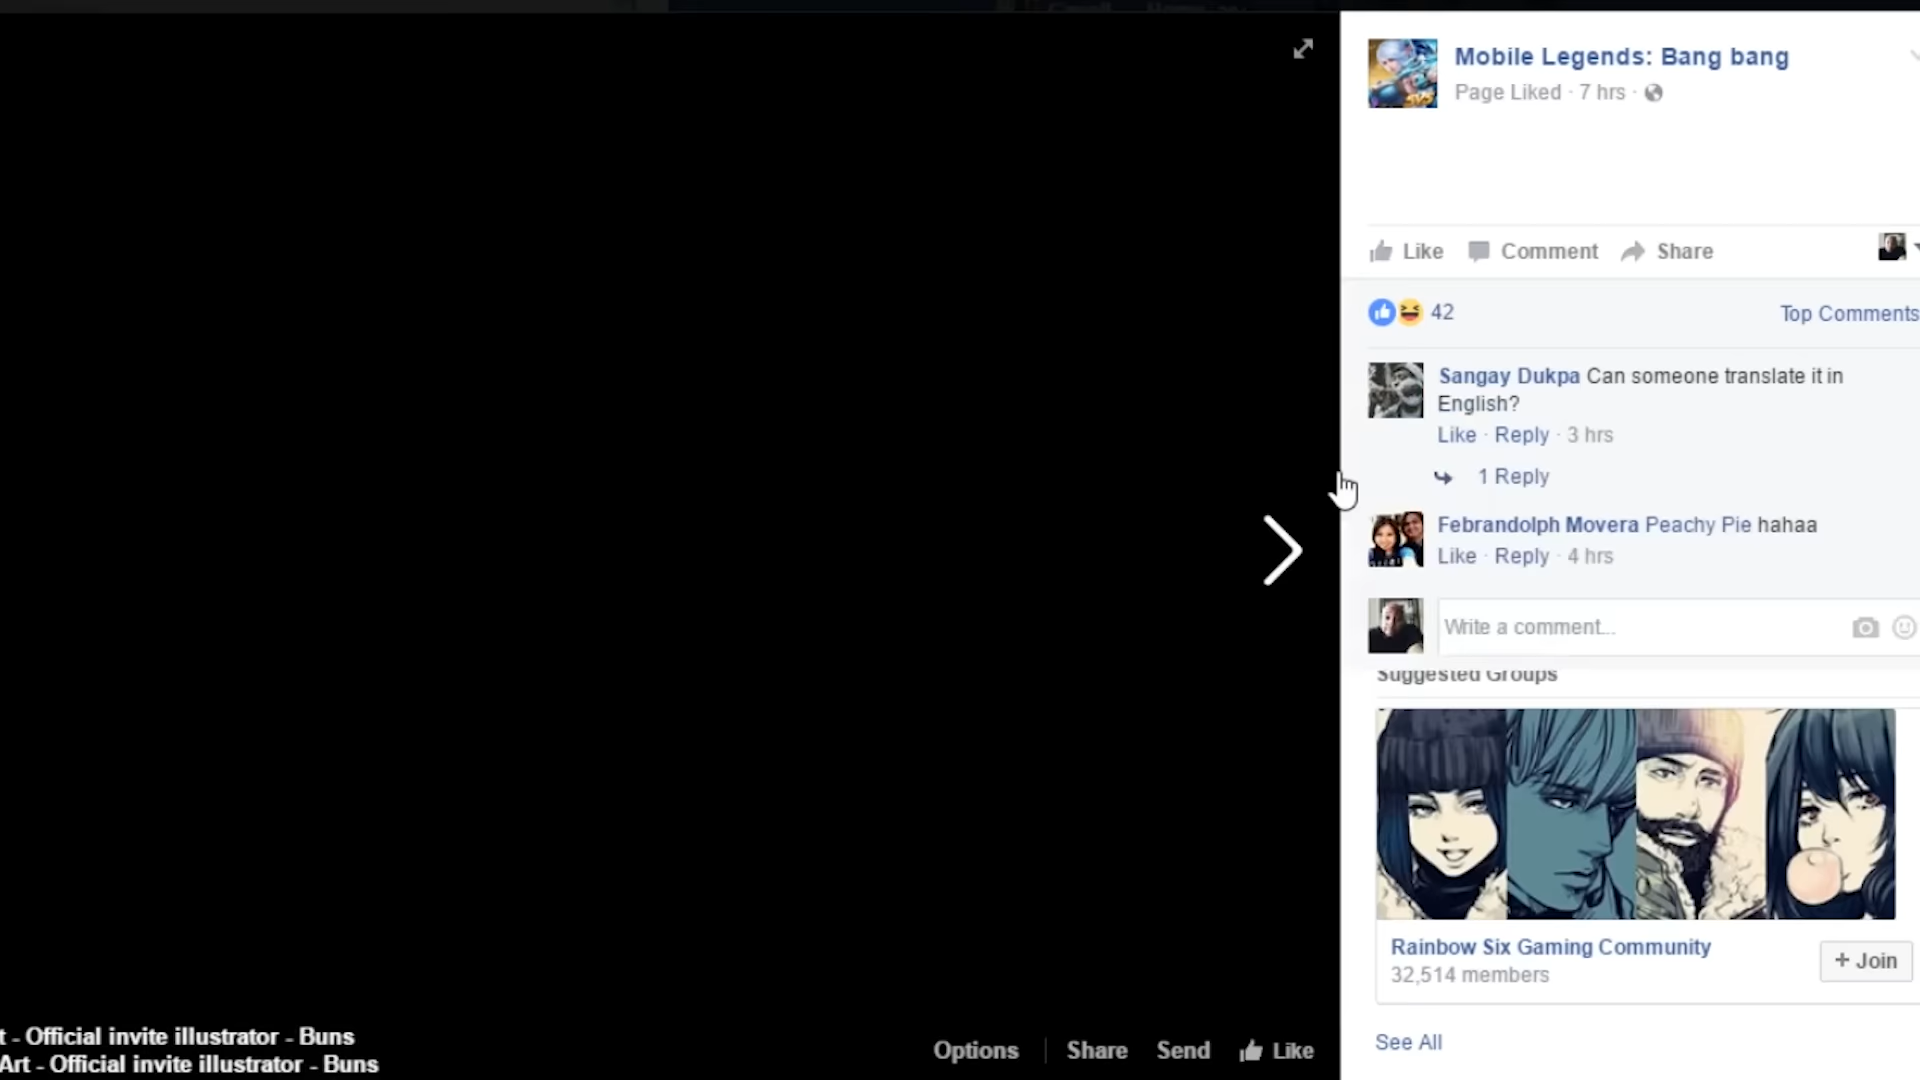 Mobile Legends: Bang bang
Page Liked · 7 hrs ·
Like Comment Share
42
Top Comments
Sangay Dukpa Can someone translate it in
English?
Like · Reply · 3 hrs
1 Reply
Febrandolph Movera Peachy Pie hahaa
Like · Reply · 4 hrs
Write a comment...
Suggested Groups
Rainbow Six Gaming Community
32,514 members
+ Join
See All
t - Official invite illustrator - Buns
Art - Official invite illustrator - Buns
Options Share Send Like